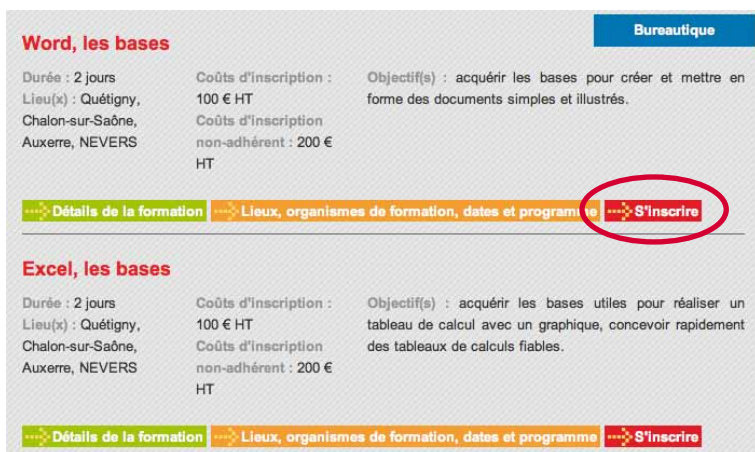 Bureautique
Word, les bases
Durée : 2 jours
Lieu(x) : Quétigny,
Chalon-sur-Saône,
Auxerre, NEVERS
Coûts d'inscription :
100 € HT
Coûts d'inscription
non-adhérent : 200 €
HT
Objectif(s) : acquérir les bases pour créer et mettre en
forme des documents simples et illustrés.
Détails de la formation
Lieux, organismes de formation, dates et programme
S'inscrire
Excel, les bases
Durée : 2 jours
Lieu(x) : Quétigny,
Chalon-sur-Saône,
Auxerre, NEVERS
Coûts d'inscription :
100 € HT
Coûts d'inscription
non-adhérent : 200 €
HT
Objectif(s) : acquérir les bases utiles pour réaliser un
tableau de calcul avec un graphique, concevoir rapidement
des tableaux de calculs fiables.
Détails de la formation
Lieux, organismes de formation, dates et programme
S'inscrire